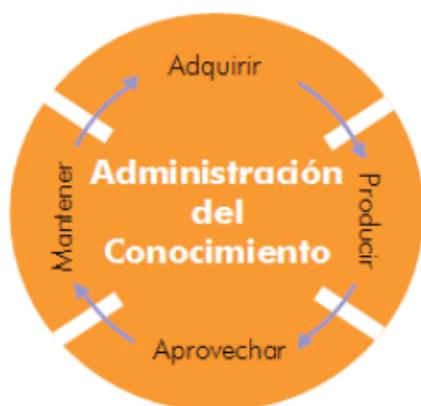 Adquirir
Producir
Aprovechar
Mantener
Administración
del
Conocimiento